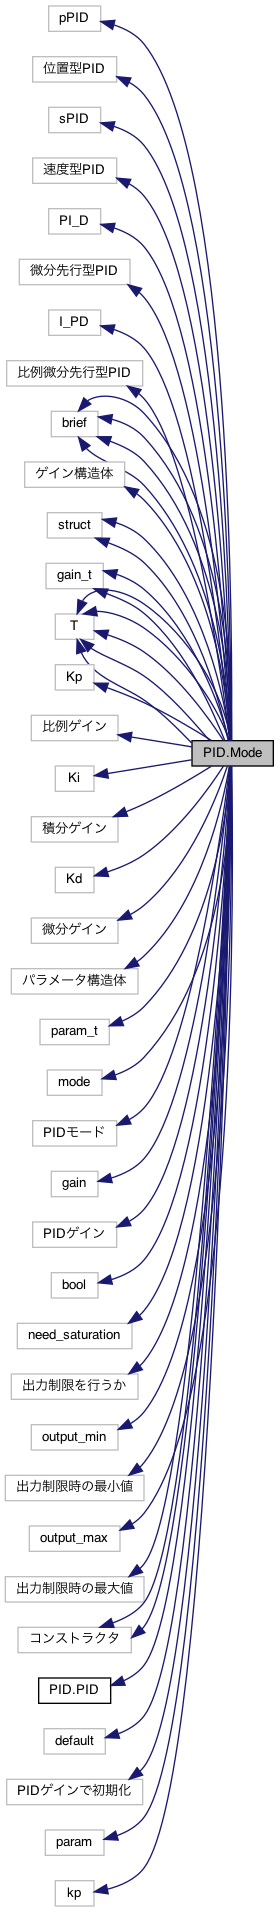 pPID
位置型PID
sPID
速度型PID
PI_D
微分先行型PID
I_PD
比例微分先行型PID
brief
ゲイン構造体
struct
gain_t
T
Kp
比例ゲイン
PID.Mode
Ki
積分ゲイン
Kd
微分ゲイン
パラメータ構造体
param_t
mode
PIDモード
gain
PIDゲイン
bool
need_saturation
出力制限を行うか
output_min
出力制限時の最小値
output_max
出力制限時の最大値
コンストラクタ
PID.PID
default
PIDゲインで初期化
param
kp